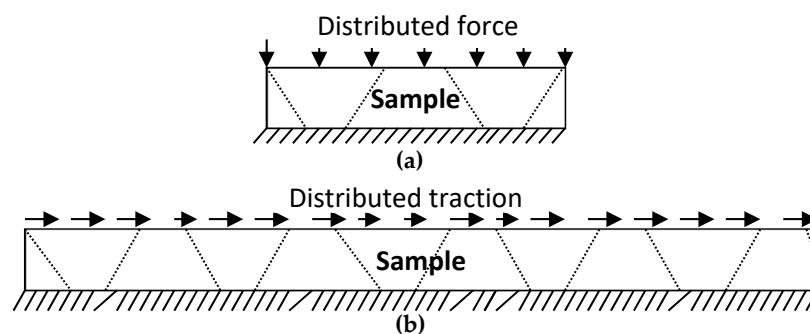 Distributed force
Sample
(a)
Distributed traction
Sample
(b)